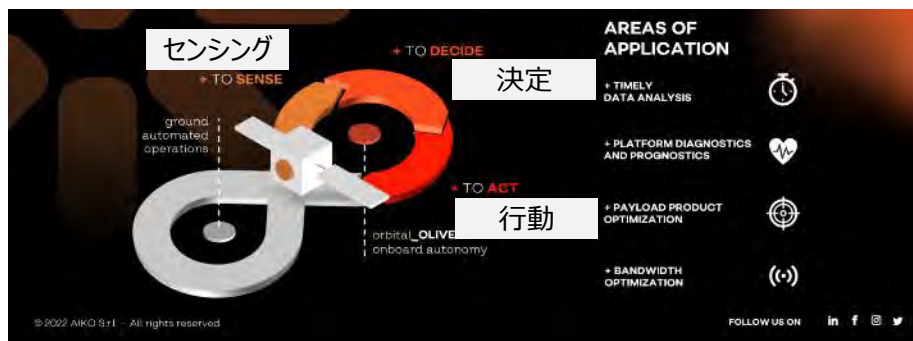 センシング
+ TO SENSE
+ TO DECIDE
決定
ground
automated
operations
+ TO ACT
行動
orbital_OLIVE
onboard autonomy
AREAS OF
APPLICATION
+ TIMELY
DATA ANALYSIS
+ PLATFORM DIAGNOSTICS
AND PROGNOSTICS
+ PAYLOAD PRODUCT
OPTIMIZATION
+ BANDWIDTH
OPTIMIZATION
© 2022 AIKO S.r.l. – All rights reserved
FOLLOW US ON
in f